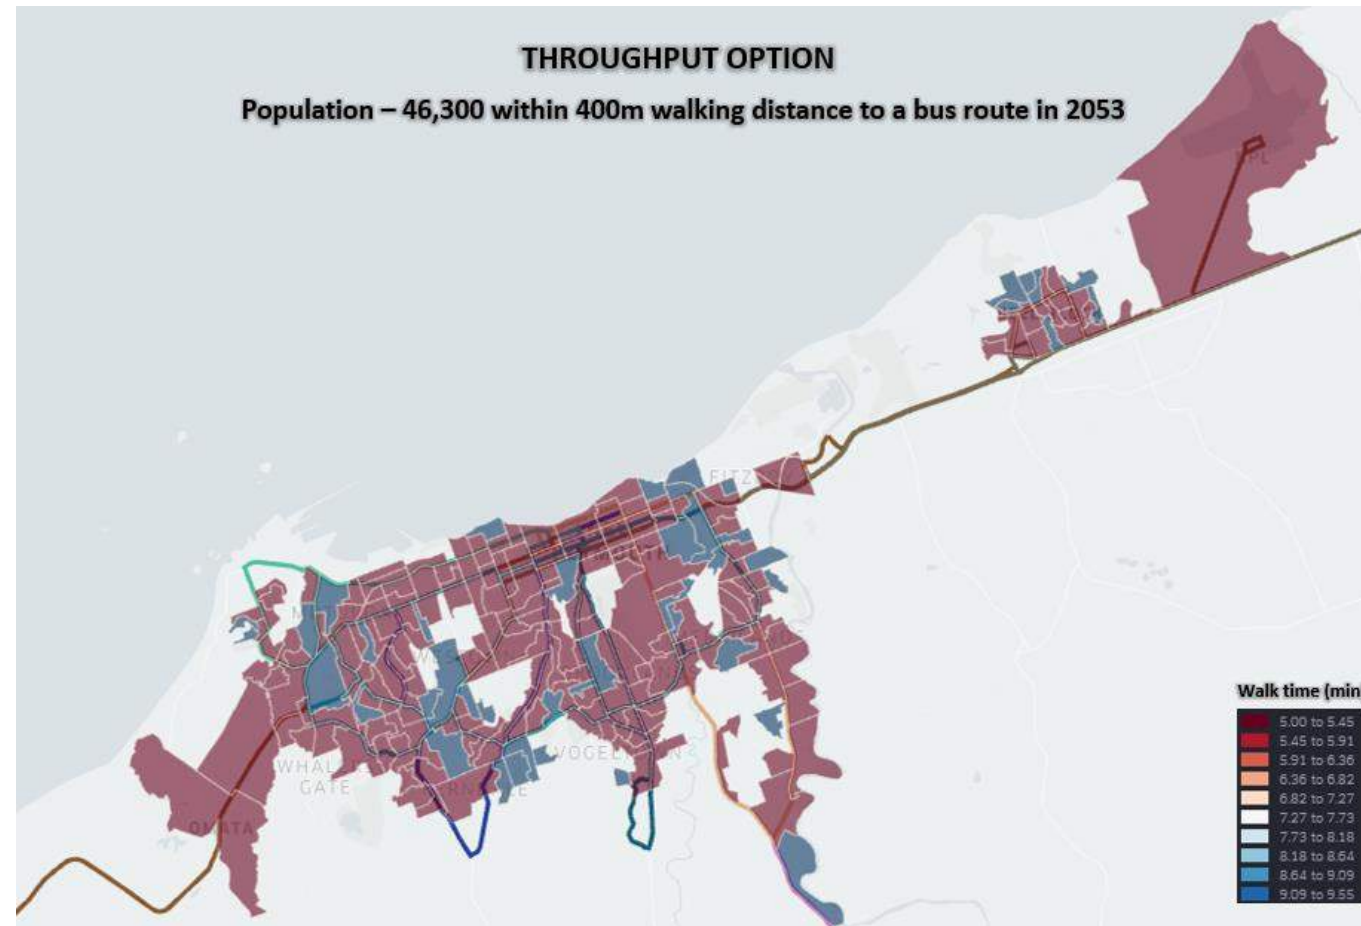 THROUGHPUT OPTION
Population – 46,300 within 400m walking distance to a bus route in 2053
FITZ
WHAL
GATE
VOGEL
OMATA
Walk time (min
5.00 to 5.45
5.45 to 5.91
5.91 to 6.36
6.36 to 6.82
6.82 to 7.27
7.27 to 7.73
7.73 to 8.18
8.18 to 8.64
8.64 to 9.09
9.09 to 9.55